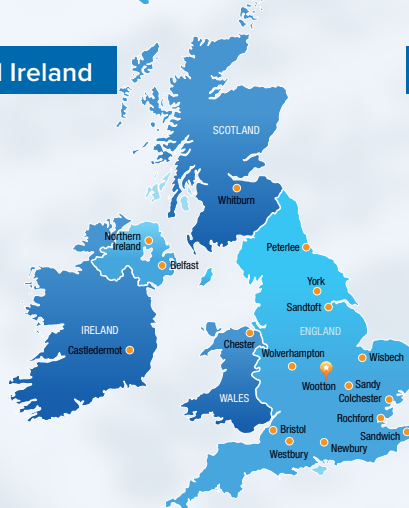 Ireland
SCOTLAND
Whitburn
Northern
Ireland
Belfast
Peterlee
York
Sandtoft
IRELAND
ENGLAND
Castledermot
Chester
Wolverhampton
Wisbech
Wootton
Sandy
WALES
Colchester
Rochford
Bristol
Sandwich
Westbury
Newbury